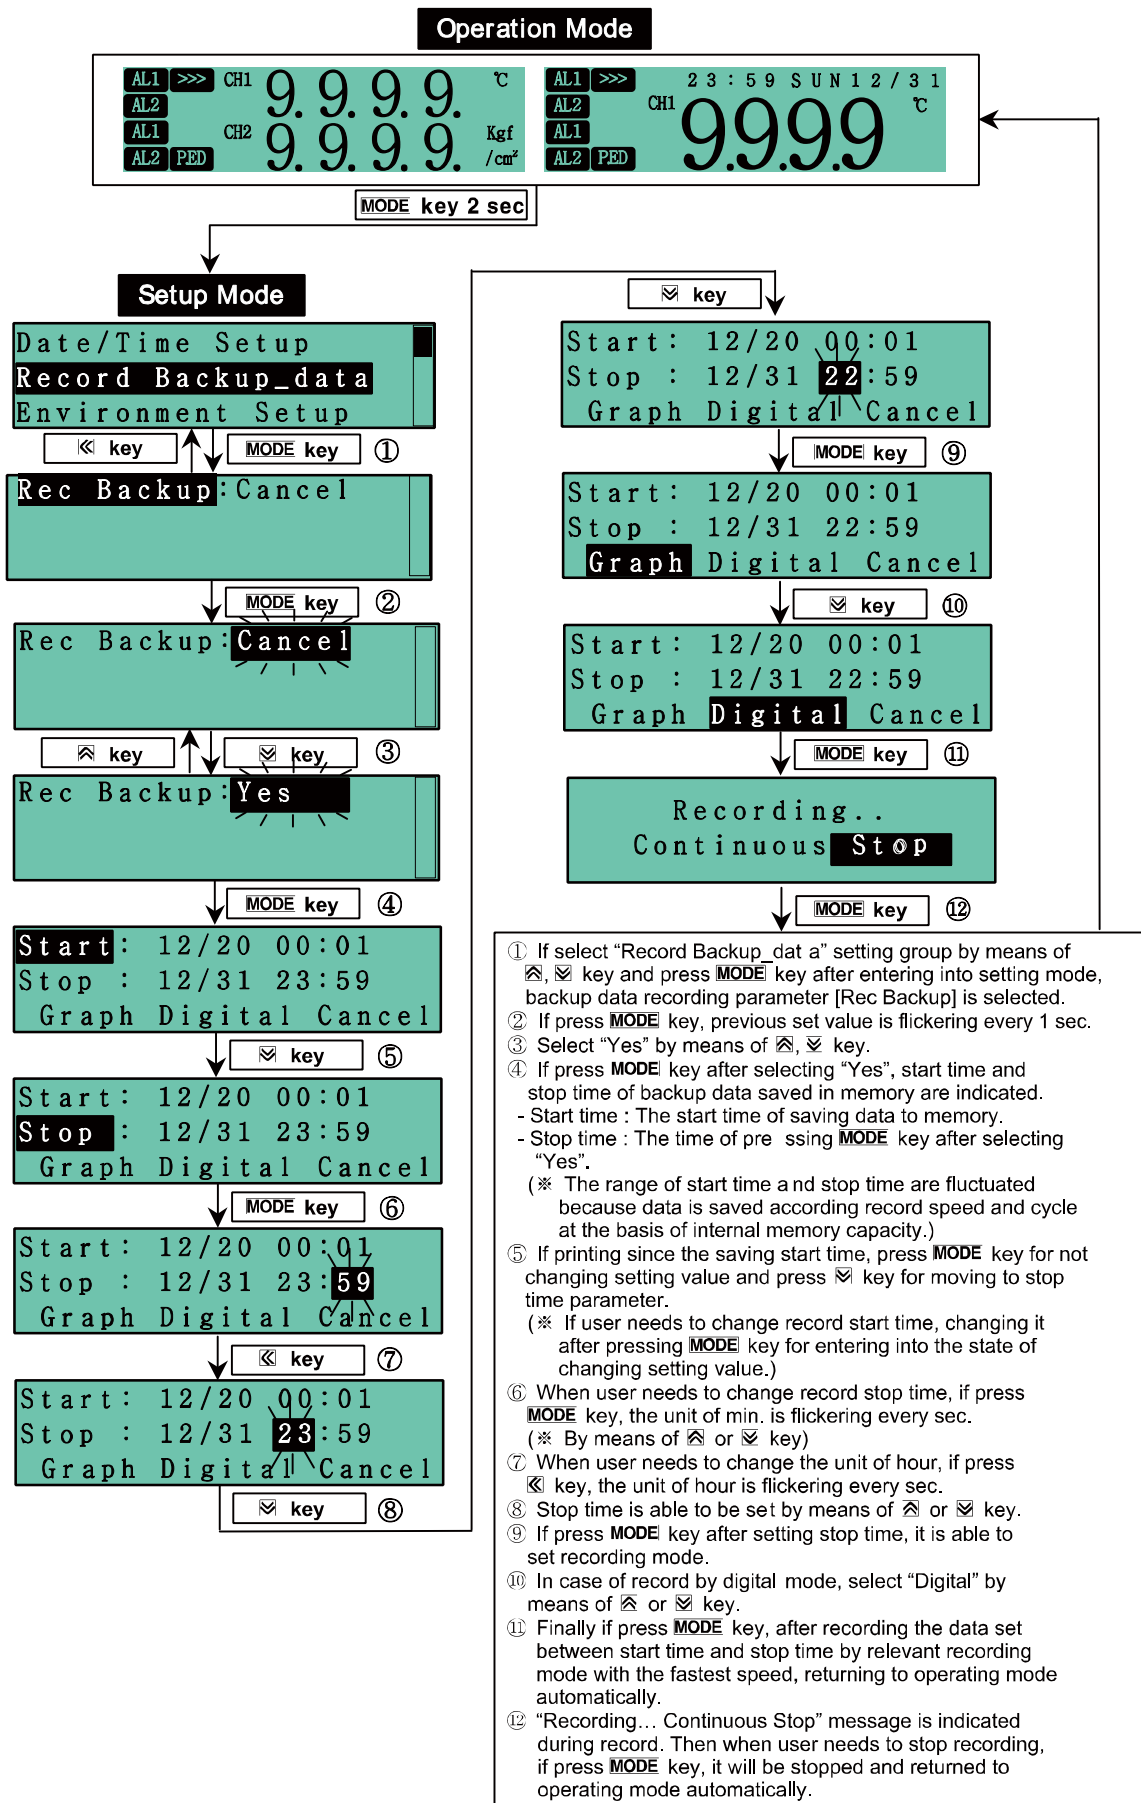 Operation Mode
AL1 >>> CH1 9.9.9.9. ℃
AL2
AL1 CH2 9.9.9.9. Kgf
AL2 PED /cm²
AL1 >>> 23:59 SUN12/31
AL2 CH1 9.9.9.9 ℃
AL1
AL2 PED
MODE key 2 sec
Setup Mode
Date/Time Setup
Record Backup_data
Environment Setup
key
MODE key ①
Rec Backup:Cancel
MODE key ②
Rec Backup:Cancel
key
key ③
Rec Backup:Yes
MODE key ④
Start: 12/20 00:01
Stop : 12/31 23:59
Graph Digital Cancel
key ⑤
Start: 12/20 00:01
Stop : 12/31 23:59
Graph Digital Cancel
MODE key ⑥
Start: 12/20 00:01
Stop : 12/31 23:59
Graph Digital Cancel
key ⑦
Start: 12/20 00:01
Stop : 12/31 23:59
Graph Digital Cancel
key ⑧
key
Start: 12/20 00:01
Stop : 12/31 22:59
Graph Digital Cancel
MODE key ⑨
Start: 12/20 00:01
Stop : 12/31 22:59
Graph Digital Cancel
key ⑩
Start: 12/20 00:01
Stop : 12/31 22:59
Graph Digital Cancel
MODE key ⑪
Recording..
Continuous Stop
MODE key ⑫
① If select “Record Backup_dat a” setting group by means of
, key and press MODE key after entering into setting mode,
backup data recording parameter [Rec Backup] is selected.
② If press MODE key, previous set value is flickering every 1 sec.
③ Select “Yes” by means of , key.
④ If press MODE key after selecting “Yes”, start time and
stop time of backup data saved in memory are indicated.
- Start time : The start time of saving data to memory.
- Stop time : The time of pre ssing MODE key after selecting
“Yes”.
(※ The range of start time and stop time are fluctuated
because data is saved according record speed and cycle
at the basis of internal memory capacity.)
⑤ If printing since the saving start time, press MODE key for not
changing setting value and press key for moving to stop
time parameter.
(※ If user needs to change record start time, changing it
after pressing MODE key for entering into the state of
changing setting value.)
⑥ When user needs to change record stop time, if press
MODE key, the unit of min. is flickering every sec.
(※ By means of or key)
⑦ When user needs to change the unit of hour, if press
key, the unit of hour is flickering every sec.
⑧ Stop time is able to be set by means of or key.
⑨ If press MODE key after setting stop time, it is able to
set recording mode.
⑩ In case of record by digital mode, select “Digital” by
means of or key.
⑪ Finally if press MODE key, after recording the data set
between start time and stop time by relevant recording
mode with the fastest speed, returning to operating mode
automatically.
⑫ “Recording… Continuous Stop” message is indicated
during record. Then when user needs to stop recording,
if press MODE key, it will be stopped and returned to
operating mode automatically.